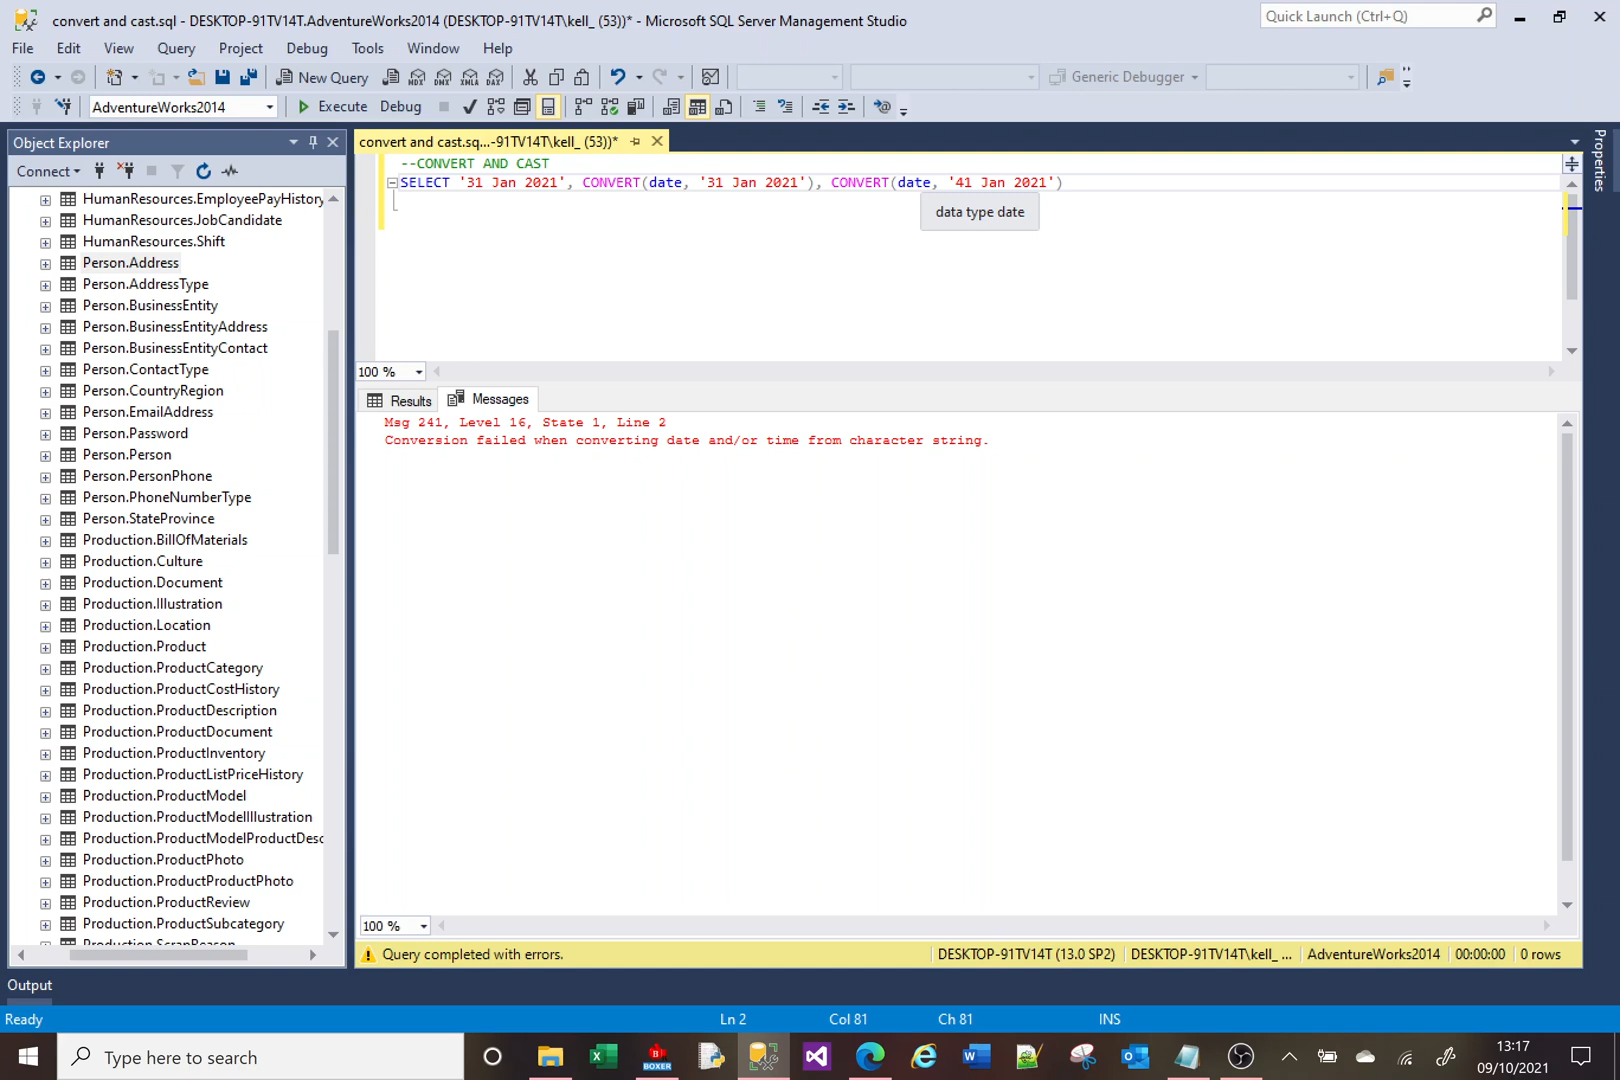 convert and cast.sql - DESKTOP-91TV14T.AdventureWorks2014 (DESKTOP-91TV14T\kell_ (53))* - Microsoft SQL Server Management Studio
Quick Launch (Ctrl+Q)
File Edit View Query Project Debug Tools Window Help
New Query
MDX DMX XMLA DAX
Generic Debugger
AdventureWorks2014
Execute Debug
Object Explorer
convert and cast.sq...-91TV14T\kell_ (53))*
Properties
Connect
--CONVERT AND CAST
SELECT '31 Jan 2021', CONVERT(date, '31 Jan 2021'), CONVERT(date, '41 Jan 2021')
data type date
HumanResources.EmployeePayHistory
HumanResources.JobCandidate
HumanResources.Shift
Person.Address
Person.AddressType
Person.BusinessEntity
Person.BusinessEntityAddress
Person.BusinessEntityContact
Person.ContactType
Person.CountryRegion
Person.EmailAddress
Person.Password
Person.Person
Person.PersonPhone
Person.PhoneNumberType
Person.StateProvince
Production.BillOfMaterials
Production.Culture
Production.Document
Production.Illustration
Production.Location
Production.Product
Production.ProductCategory
Production.ProductCostHistory
Production.ProductDescription
Production.ProductDocument
Production.ProductInventory
Production.ProductListPriceHistory
Production.ProductModel
Production.ProductModelIllustration
Production.ProductModelProductDesc
Production.ProductPhoto
Production.ProductProductPhoto
Production.ProductReview
Production.ProductSubcategory
Production.ScrapReason
100 %
Results Messages
Msg 241, Level 16, State 1, Line 2
Conversion failed when converting date and/or time from character string.
100 %
Query completed with errors.
DESKTOP-91TV14T (13.0 SP2) DESKTOP-91TV14T\kell_ ... AdventureWorks2014 00:00:00 0 rows
Output
Ready
Ln 2 Col 81 Ch 81 INS
Type here to search
BOXER
13:17
09/10/2021